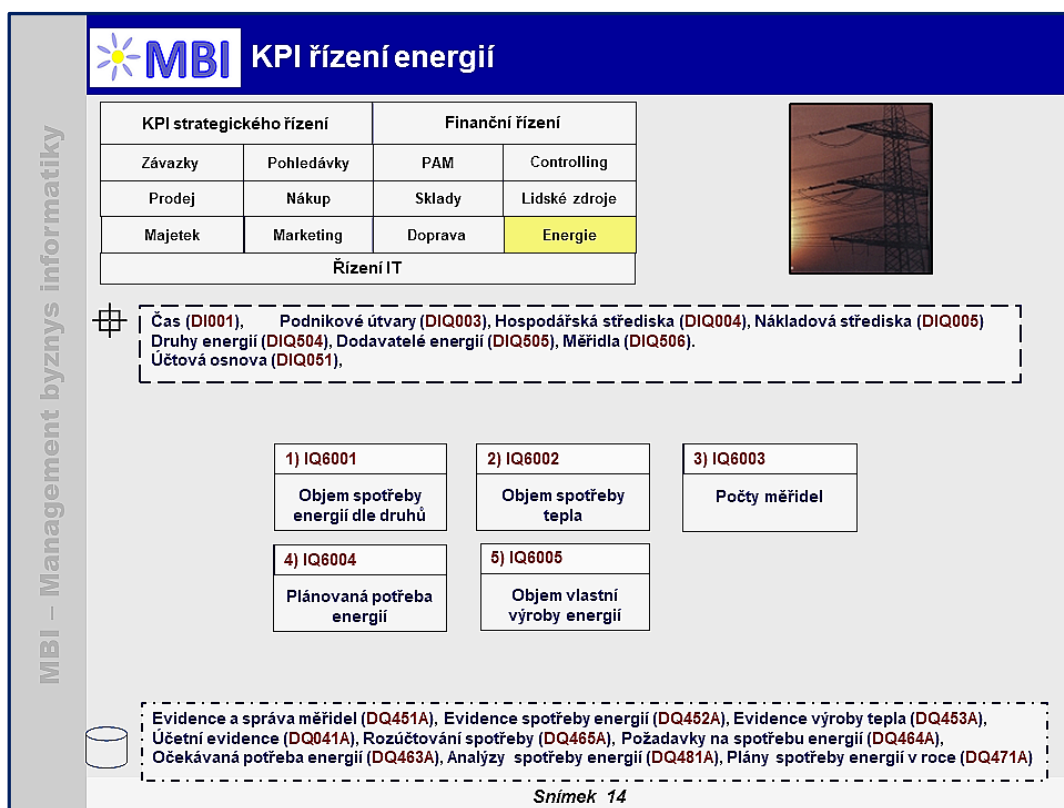 MBI KPI řízení energií
MBI – Management byznys informatiky
KPI strategického řízení Finanční řízení
Závazky Pohledávky PAM Controlling
Prodej Nákup Sklady Lidské zdroje
Majetek Marketing Doprava Energie
Řízení IT
Čas (DI001), Podnikové útvary (DIQ003), Hospodářská střediska (DIQ004), Nákladová střediska (DIQ005)
Druhy energií (DIQ504), Dodavatelé energií (DIQ505), Měřidla (DIQ506).
Účtová osnova (DIQ051),
1) IQ6001
Objem spotřeby
energií dle druhů
2) IQ6002
Objem spotřeby
tepla
3) IQ6003
Počty měřidel
4) IQ6004
Plánovaná potřeba
energií
5) IQ6005
Objem vlastní
výroby energií
Evidence a správa měřidel (DQ451A), Evidence spotřeby energií (DQ452A), Evidence výroby tepla (DQ453A),
Účetní evidence (DQ041A), Rozúčtování spotřeby (DQ465A), Požadavky na spotřebu energií (DQ464A),
Očekávaná potřeba energií (DQ463A), Analýzy spotřeby energií (DQ481A), Plány spotřeby energií v roce (DQ471A)
Snímek 14